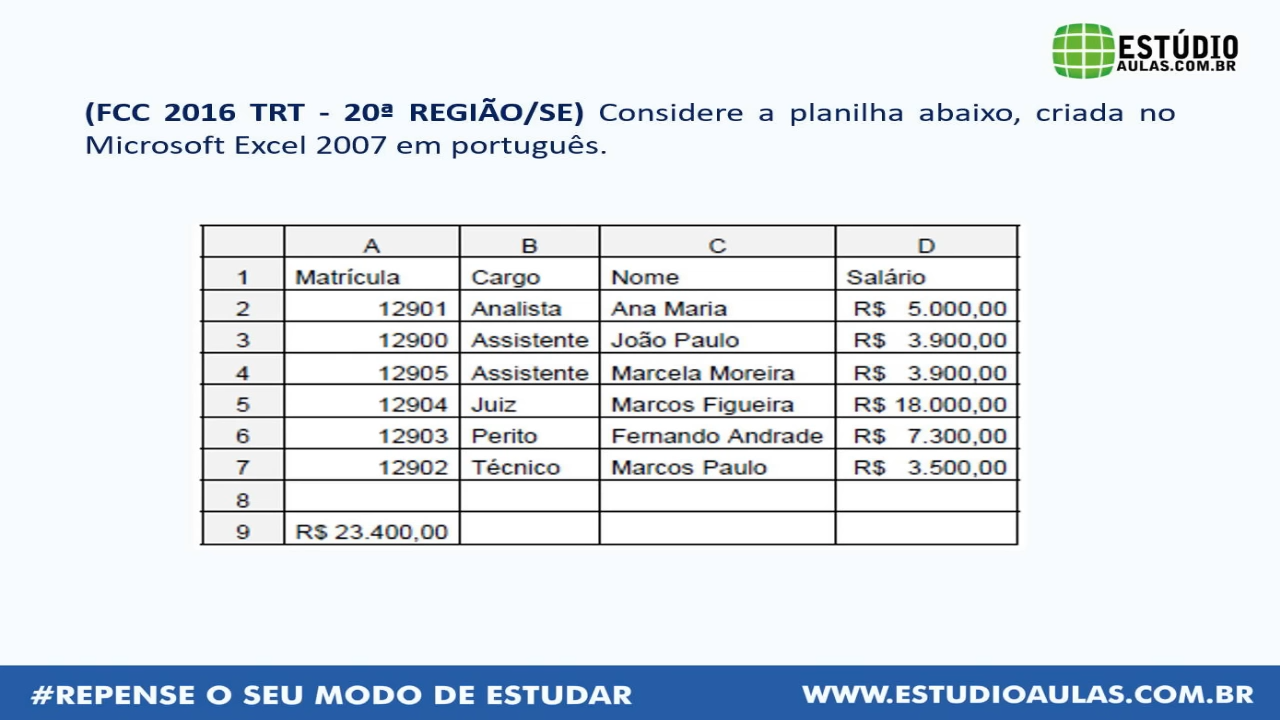 ESTÚDIO
AULAS.COM.BR
(FCC 2016 TRT - 20ª REGIÃO/SE) Considere a planilha abaixo, criada no
Microsoft Excel 2007 em português.
A B C D
1 Matrícula Cargo Nome Salário
2 12901 Analista Ana Maria R$ 5.000,00
3 12900 Assistente João Paulo R$ 3.900,00
4 12905 Assistente Marcela Moreira R$ 3.900,00
5 12904 Juiz Marcos Figueira R$ 18.000,00
6 12903 Perito Fernando Andrade R$ 7.300,00
7 12902 Técnico Marcos Paulo R$ 3.500,00
8
9 R$ 23.400,00
#REPENSE O SEU MODO DE ESTUDAR WWW.ESTUDIOAULAS.COM.BR